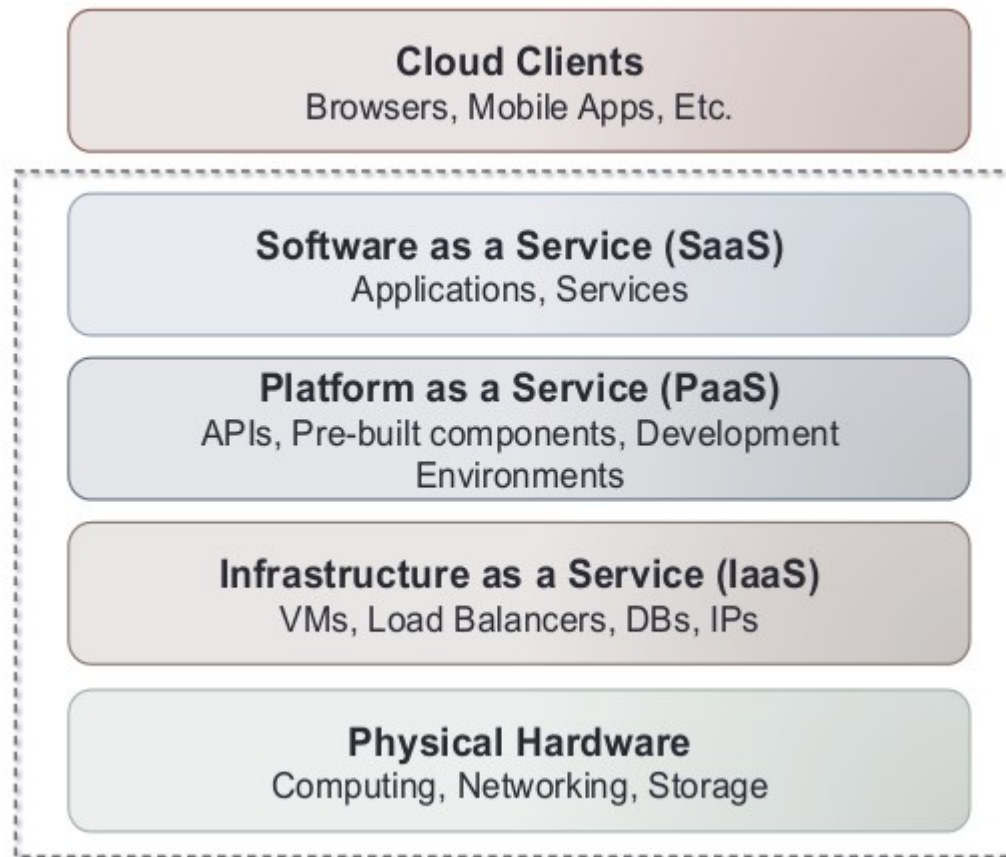 Cloud Clients
Browsers, Mobile Apps, Etc.
Software as a Service (SaaS)
Applications, Services
Platform as a Service (PaaS)
APIs, Pre-built components, Development
Environments
Infrastructure as a Service (IaaS)
VMs, Load Balancers, DBs, IPs
Physical Hardware
Computing, Networking, Storage